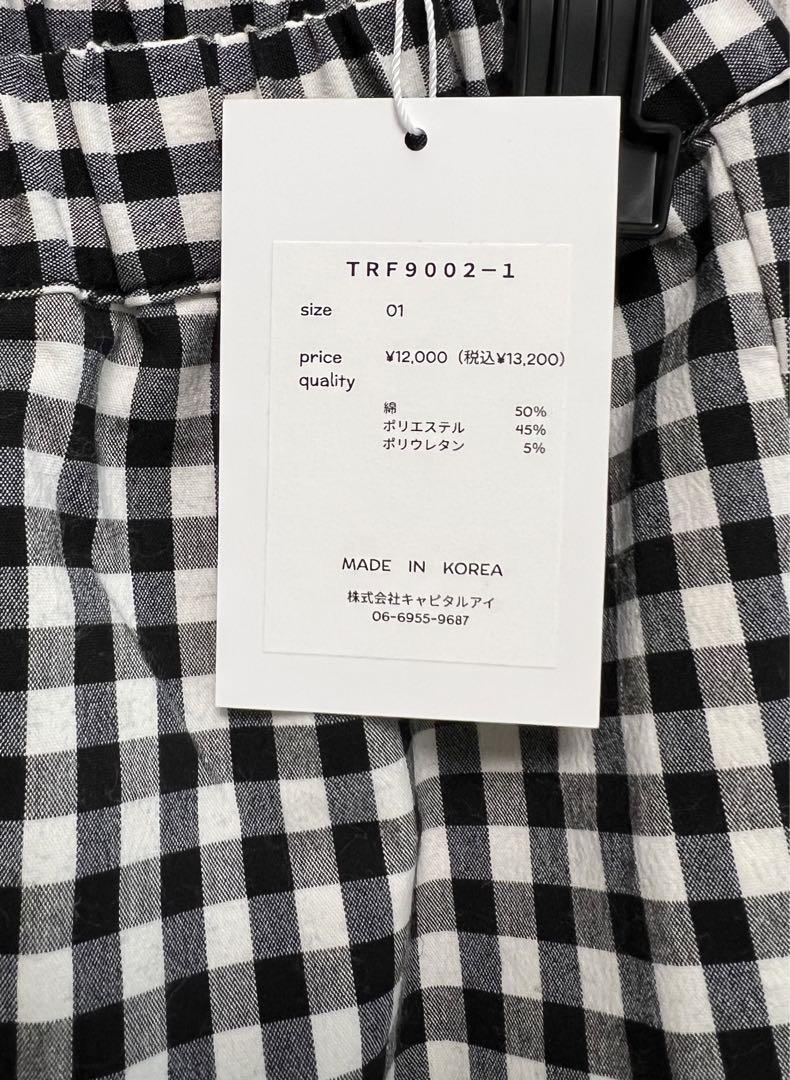 TRF9002-1
size 01
price ¥12,000 (税込¥13,200)
quality
綿 50%
ポリエステル 45%
ポリウレタン 5%
MADE IN KOREA
株式会社キャピタルアイ
06-6955-9687